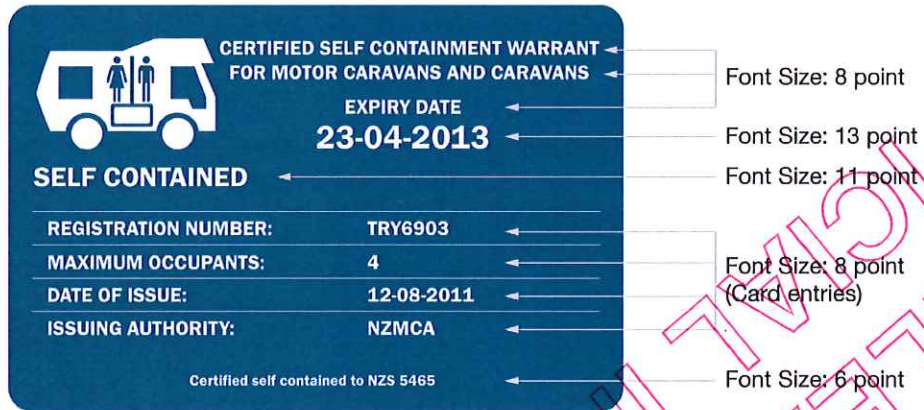 CERTIFIED SELF CONTAINMENT WARRANT
FOR MOTOR CARAVANS AND CARAVANS
Font Size: 8 point
EXPIRY DATE
23-04-2013
Font Size: 13 point
SELF CONTAINED
Font Size: 11 point
REGISTRATION NUMBER: TRY6903
MAXIMUM OCCUPANTS: 4
Font Size: 8 point
(Card entries)
DATE OF ISSUE: 12-08-2011
ISSUING AUTHORITY: NZMCA
Certified self contained to NZS 5465
Font Size: 6 point